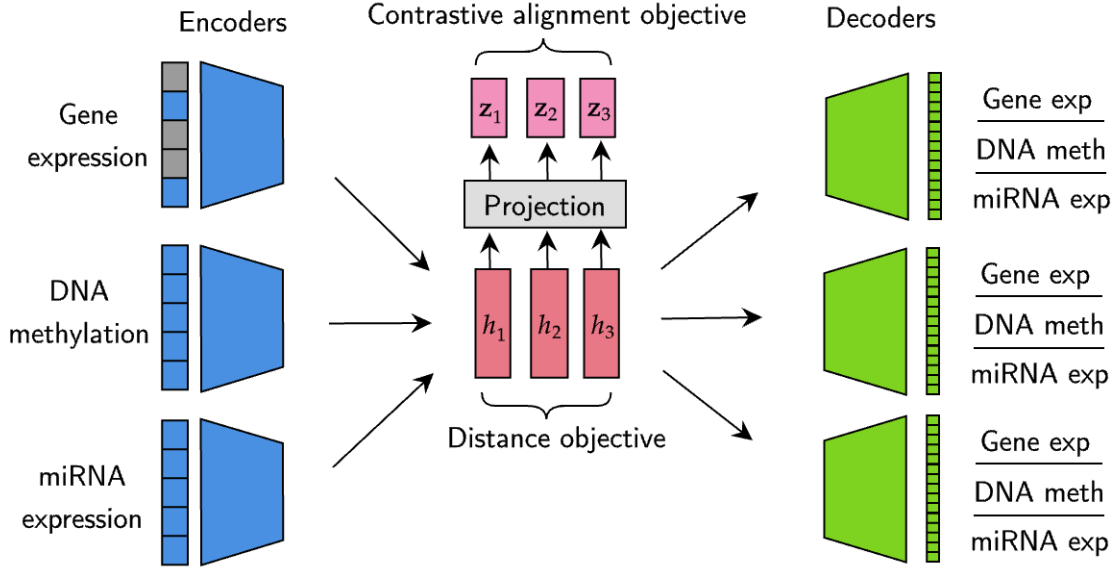 Encoders
Contrastive alignment objective
Decoders
Gene
expression
DNA
methylation
miRNA
expression
z1 z2 z3
Projection
h1 h2 h3
Distance objective
Gene exp
DNA meth
miRNA exp
Gene exp
DNA meth
miRNA exp
Gene exp
DNA meth
miRNA exp